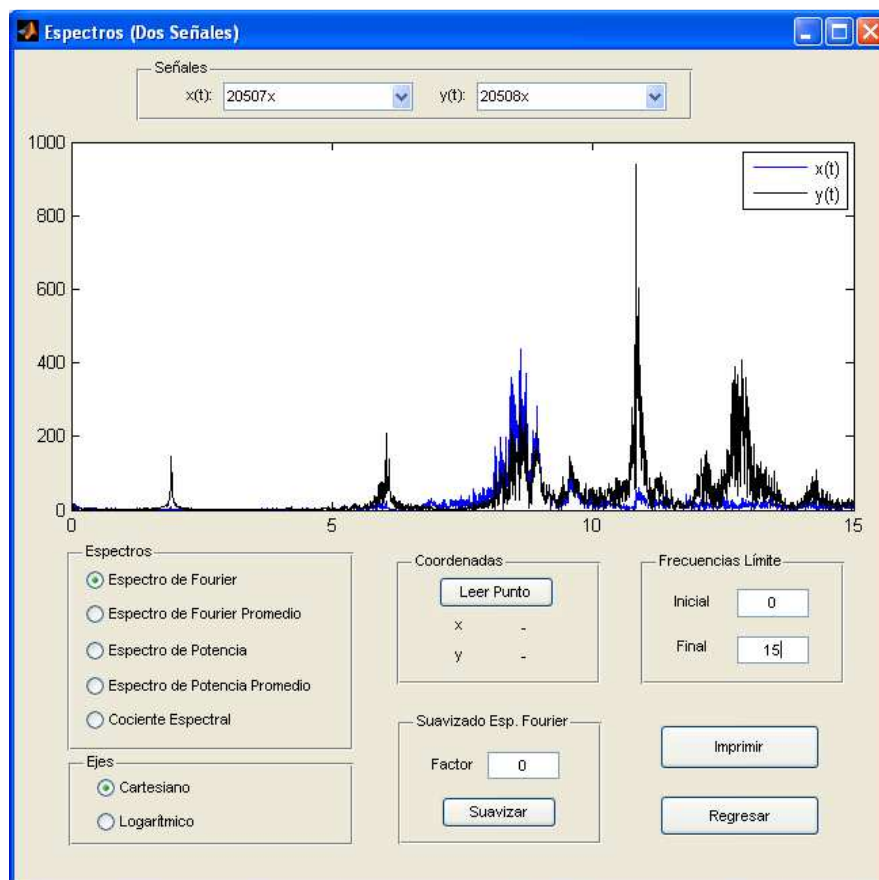 Espectros (Dos Señales)
Señales
x(t): 20507x y(t): 20508x
1000
800
600
400
200
0
0 5 10 15
x(t)
y(t)
Espectros
Espectro de Fourier
Espectro de Fourier Promedio
Espectro de Potencia
Espectro de Potencia Promedio
Cociente Espectral
Ejes
Cartesiano
Logarítmico
Coordenadas
Leer Punto
x -
y -
Suavizado Esp. Fourier
Factor 0
Suavizar
Frecuencias Límite
Inicial 0
Final 15
Imprimir
Regresar